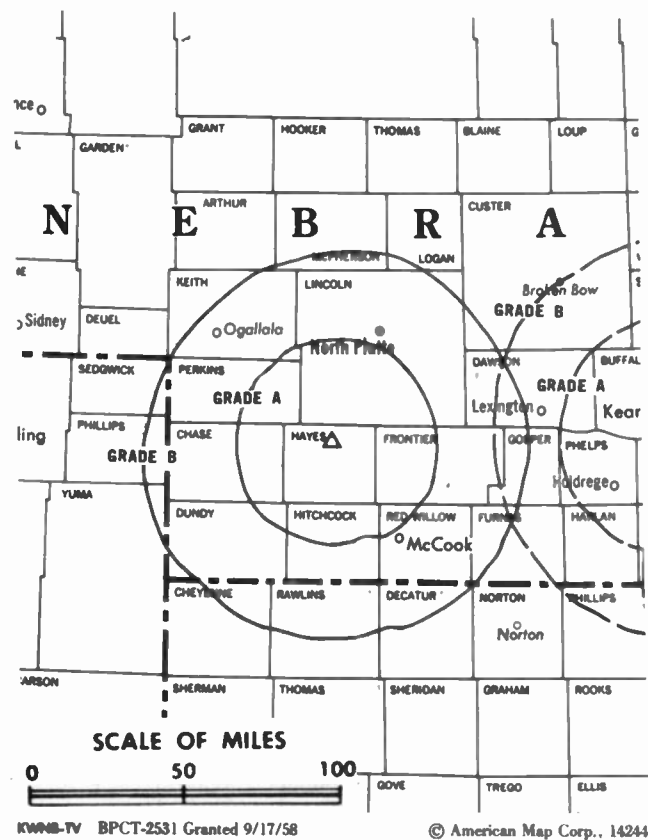 nce
GRANT HOOKER THOMAS BLAINE LOUP G
L GARDEN
ARTHUR CUSTER
N E B R A
McPHERSON LOGAN
NE KEITH LINCOLN Broken Bow S
GRADE B
Sidney DEUEL Ogallala
North Platte
SEDGWICK PERKINS DAWSON BUFFAL
GRADE A GRADE A
Lexington Kear
PHILLIPS CHASE HAYES FRONTIER GOSPER PHELPS
ling
GRADE B
Holdrege
YUMA
DUNDY HITCHCOCK RED WILLOW FURNAS HARLAN
McCook
CHEYENNE RAWLINS DECATUR NORTON PHILLIPS
Norton
CARSON SHERMAN THOMAS SHERIDAN GRAHAM ROOKS
SCALE OF MILES
0 50 100
GOVE TREGO ELLIS
KWNB-TV BPCT-2531 Granted 9/17/58 © American Map Corp., 14244